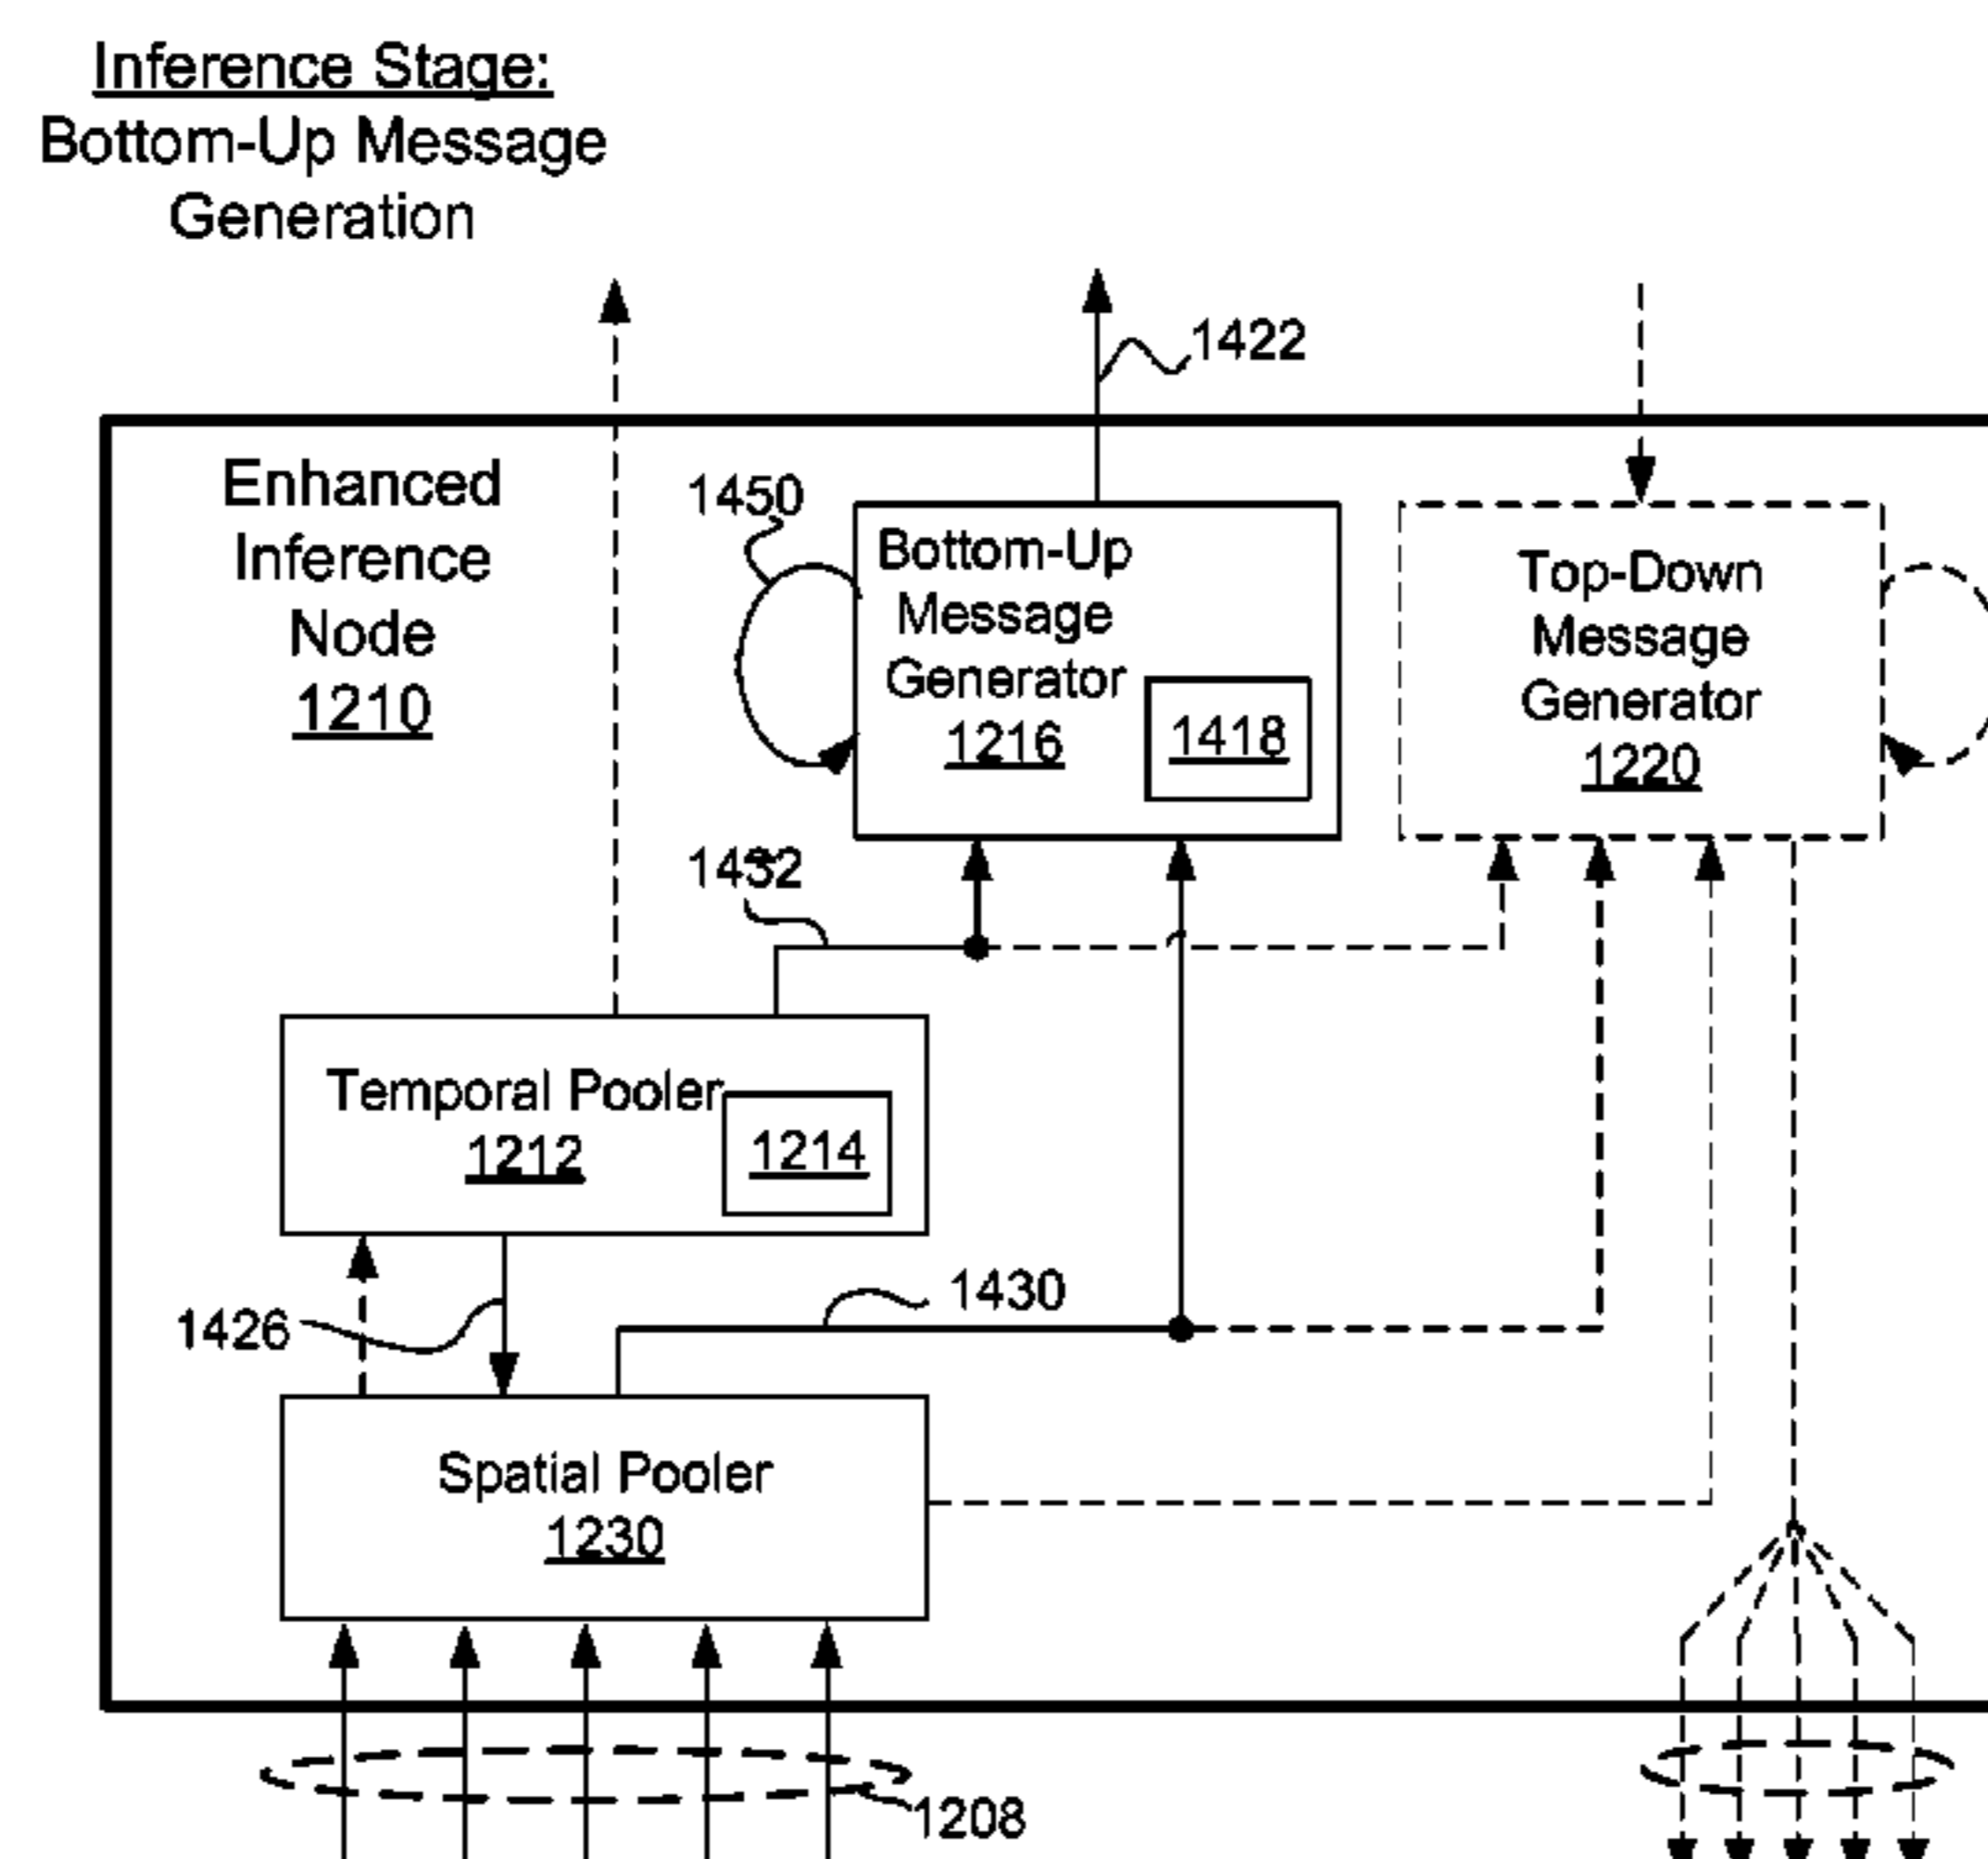 Inference Stage:
Bottom-Up Message
Generation
1422
Enhanced
Inference
Node
1210
1450
Bottom-Up
Message
Generator
1216
1418
Top-Down
Message
Generator
1220
1432
Temporal Pooler
1212
1214
1426
1430
Spatial Pooler
1230
1208